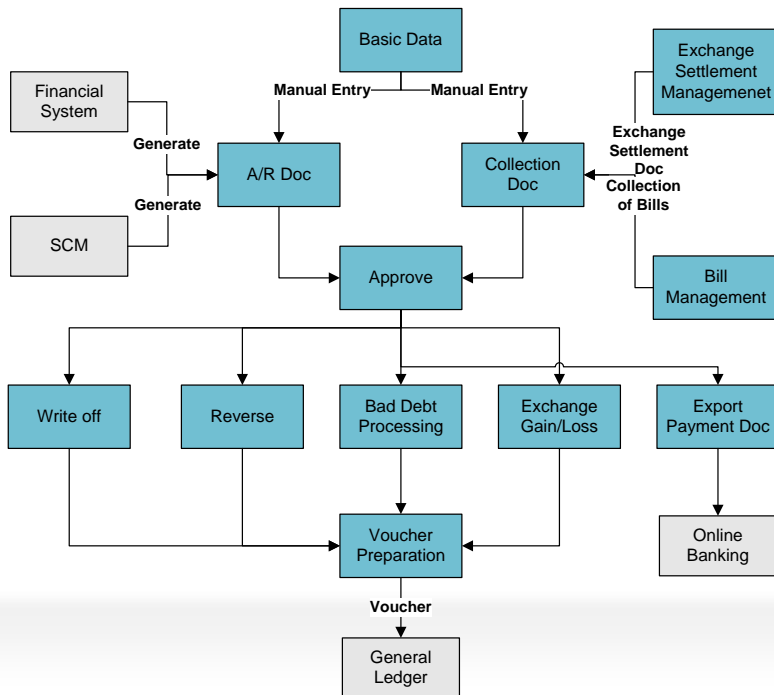 Basic Data
Exchange
Settlement
Managemenet
Financial
System
Manual Entry
Manual Entry
Generate
A/R Doc
Collection
Doc
Exchange
Settlement
Doc
Collection
of Bills
Generate
SCM
Approve
Bill
Management
Write off
Reverse
Bad Debt
Processing
Exchange
Gain/Loss
Export
Payment Doc
Voucher
Preparation
Online
Banking
Voucher
General
Ledger